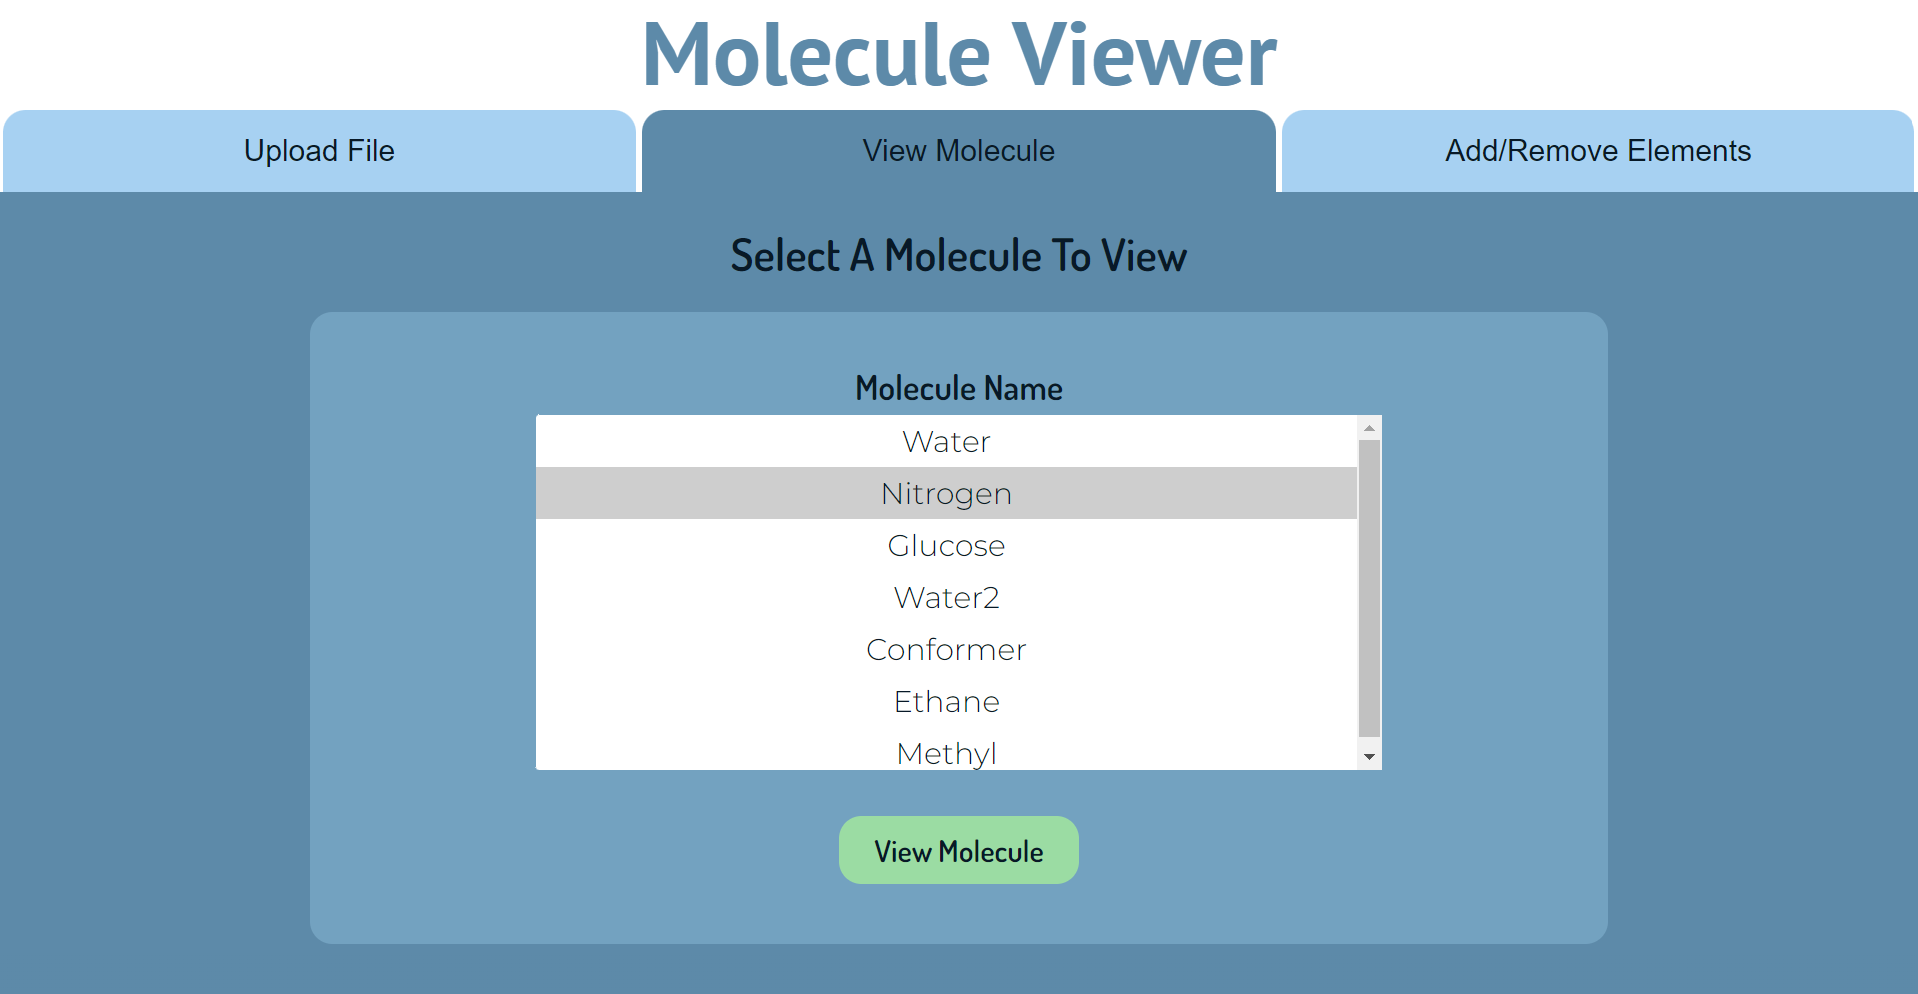 Molecule Viewer
Upload File
View Molecule
Add/Remove Elements
Select A Molecule To View
Molecule Name
Water
Nitrogen
Glucose
Water2
Conformer
Ethane
Methyl
View Molecule